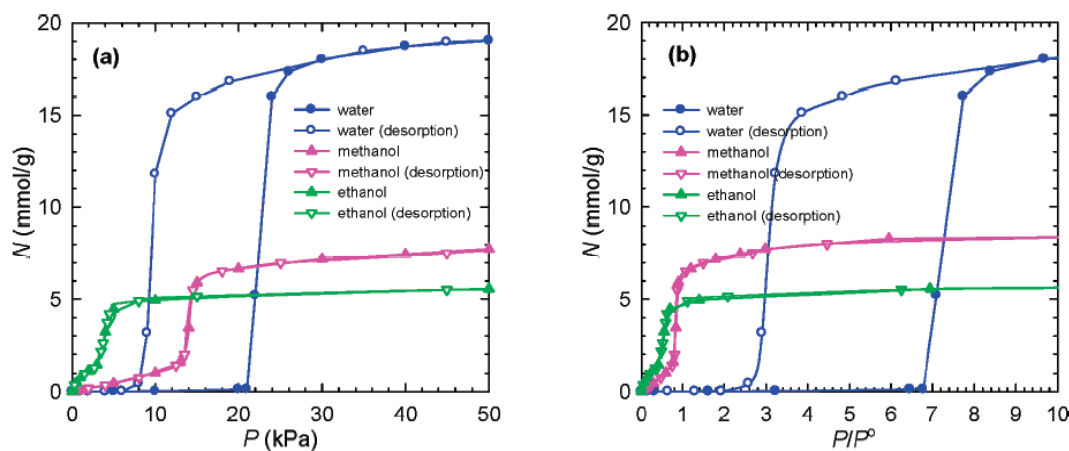 (a)
N (mmol/g)
20
15
10
5
0
water
water (desorption)
methanol
methanol (desorption)
ethanol
ethanol (desorption)
0 10 20 30 40 50
P (kPa)
(b)
N (mmol/g)
20
15
10
5
0
water
water (desorption)
methanol
methanol (desorption)
ethanol
ethanol (desorption)
0 1 2 3 4 5 6 7 8 9 10
P/Pº